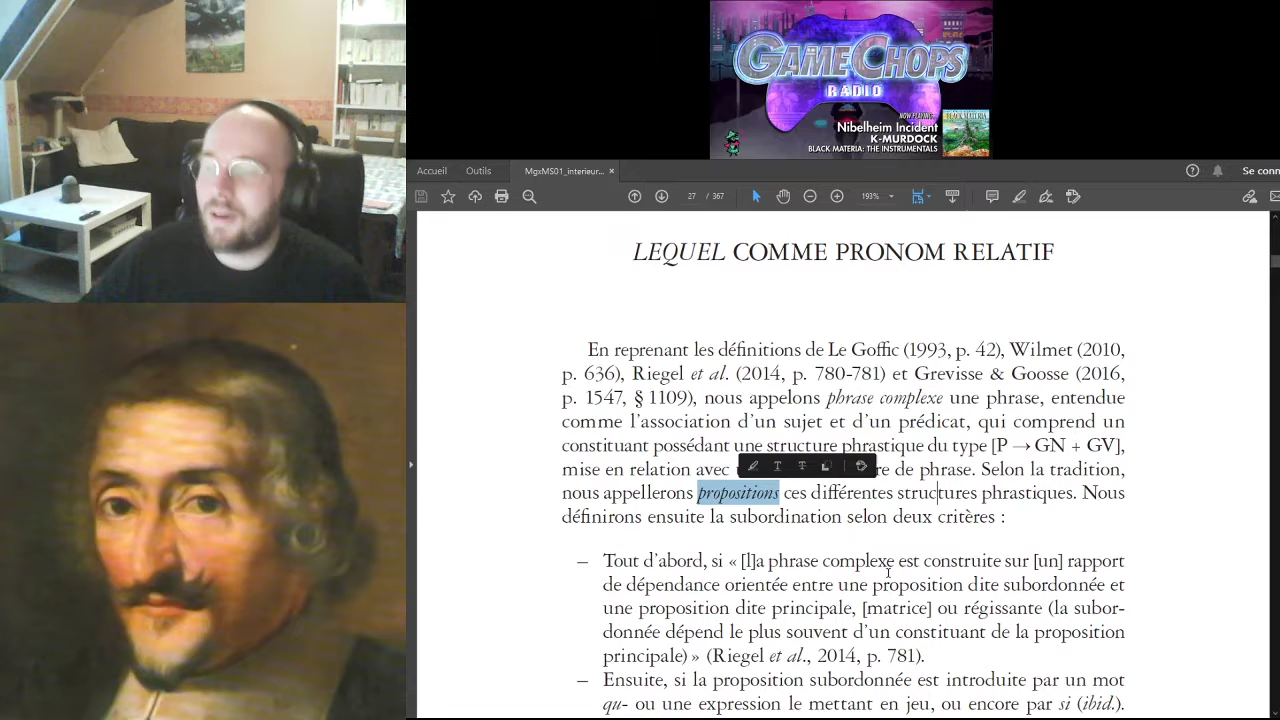 GAMECHOPS
RADIO
NOW PLAYING:
Nibelheim Incident
K-MURDOCK
BLACK MATERIA: THE INSTRUMENTALS
Accueil
Outils
MgxMS01_interieur... ×
Se conn
27 / 367
193%
LEQUEL COMME PRONOM RELATIF
En reprenant les définitions de Le Goffic (1993, p. 42), Wilmet (2010,
p. 636), Riegel et al. (2014, p. 780-781) et Grevisse & Goosse (2016,
p. 1547, § 1109), nous appelons phrase complexe une phrase, entendue
comme l’association d’un sujet et d’un prédicat, qui comprend un
constituant possédant une structure phrastique du type [P → GN + GV],
mise en relation avec re de phrase. Selon la tradition,
nous appellerons propositions ces différentes structures phrastiques. Nous
définirons ensuite la subordination selon deux critères :
– Tout d’abord, si « [l]a phrase complexe est construite sur [un] rapport
de dépendance orientée entre une proposition dite subordonnée et
une proposition dite principale, [matrice] ou régissante (la subor-
donnée dépend le plus souvent d’un constituant de la proposition
principale) » (Riegel et al., 2014, p. 781).
– Ensuite, si la proposition subordonnée est introduite par un mot
qu- ou une expression le mettant en jeu, ou encore par si (ibid.).